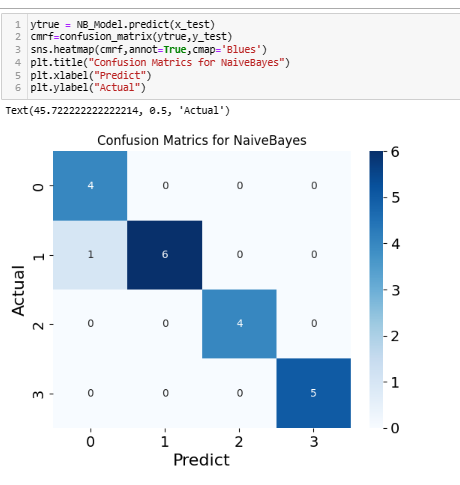 1 ytrue = NB_Model.predict(x_test)
2 cmrf=confusion_matrix(ytrue,y_test)
3 sns.heatmap(cmrf,annot=True,cmap='Blues')
4 plt.title("Confusion Matrics for NaiveBayes")
5 plt.xlabel("Predict")
6 plt.ylabel("Actual")
Text(45.722222222222214, 0.5, 'Actual')
Confusion Matrics for NaiveBayes
0 4 0 0 0
1 1 6 0 0
2 0 0 4 0
3 0 0 0 5
0 1 2 3
Predict
Actual
6
5
4
3
2
1
0